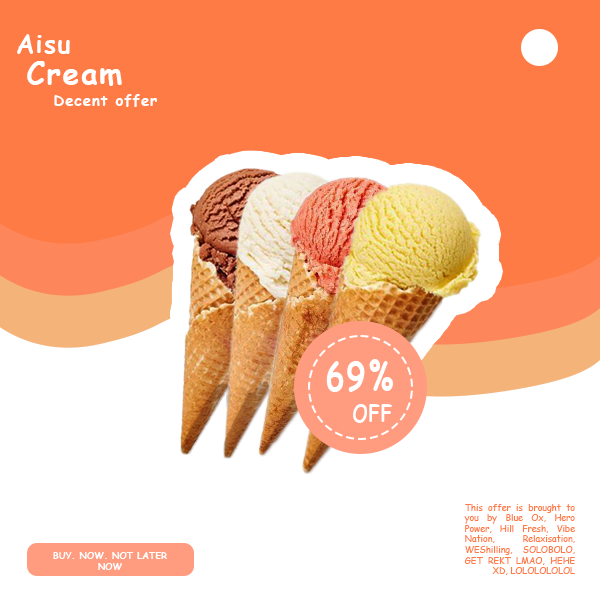 Aisu
Cream
Decent offer
69%
OFF
This offer is brought to
you by Blue Ox, Hero
Power, Hill Fresh, Vibe
Nation, Relaxisation,
WEShilling, SOLOBOLO,
GET REKT LMAO, HEHE
XD, LOLOLOLOLOL
BUY. NOW. NOT LATER
NOW